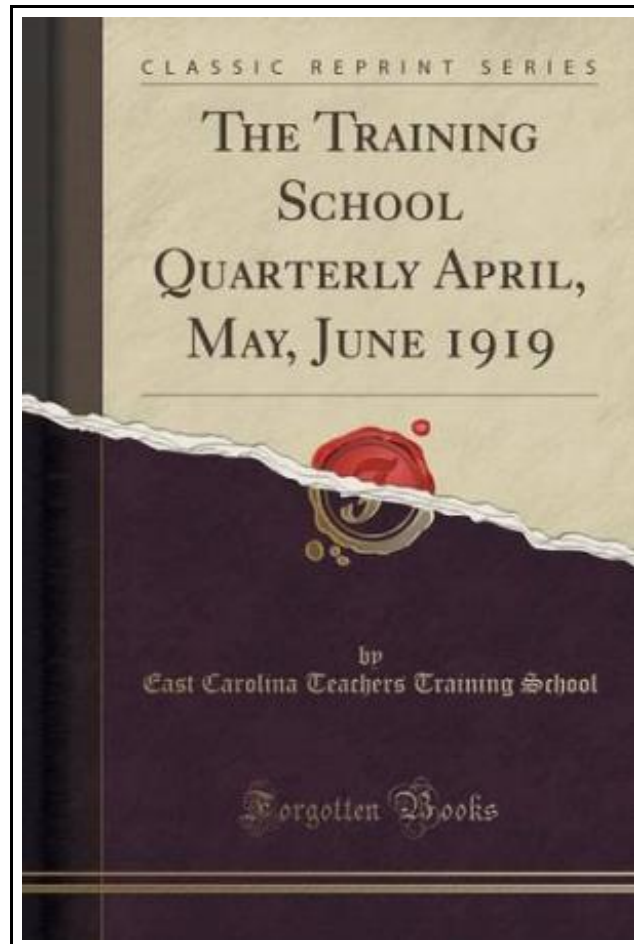 CLASSIC REPRINT SERIES
THE TRAINING
SCHOOL
QUARTERLY APRIL,
MAY, JUNE 1919
F
by
East Carolina Teachers Training School
Forgotten Books